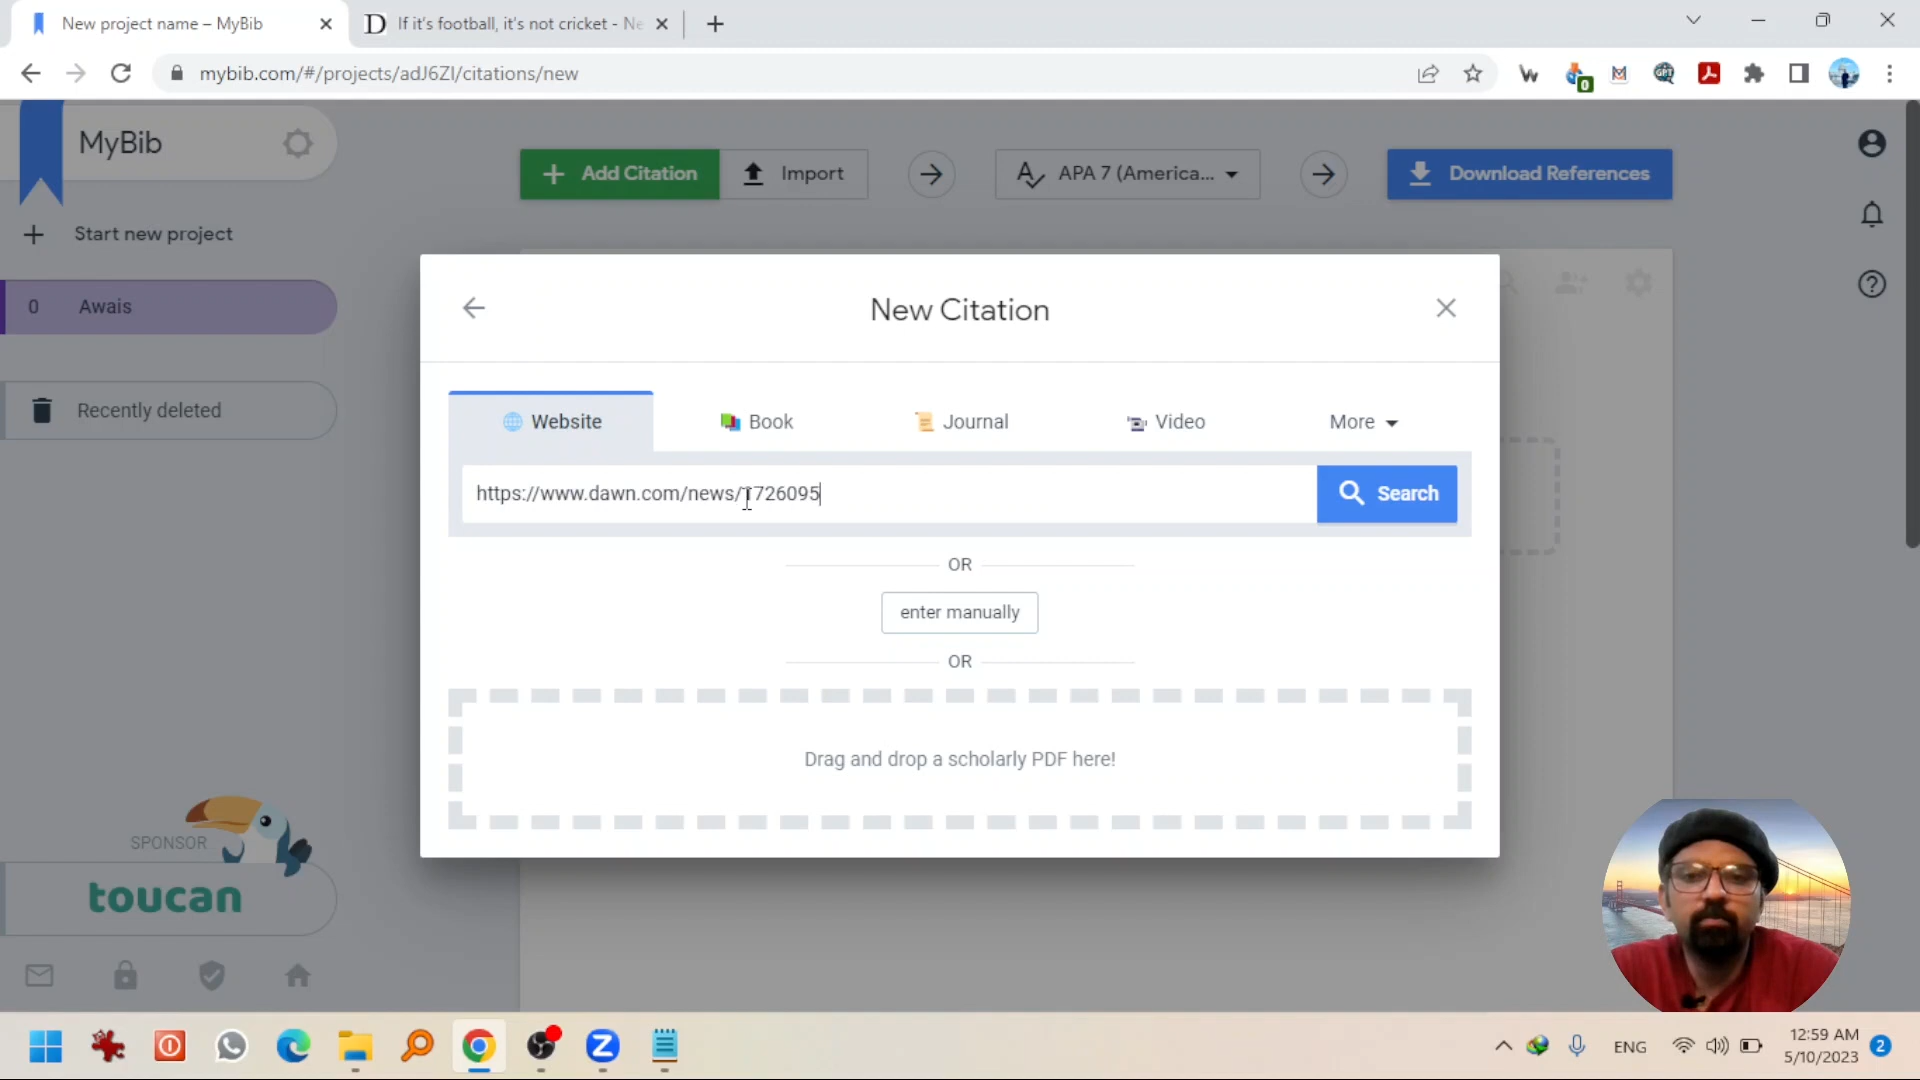 New project name – MyBib
If it's football, it's not cricket - Ne
mybib.com/#/projects/adJ6ZI/citations/new
0
MyBib
Add Citation
Import
APA 7 (America...
Download References
Start new project
0 Awais
Recently deleted
New Citation
Website
Book
Journal
Video
More
https://www.dawn.com/news/1726095
Search
OR
enter manually
OR
Drag and drop a scholarly PDF here!
SPONSOR
toucan
ENG
12:59 AM
5/10/2023
2